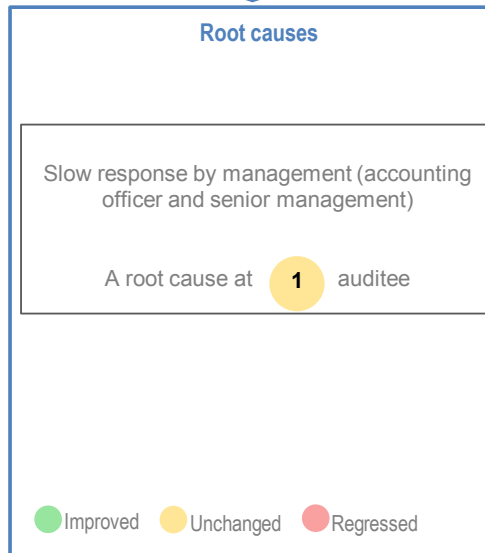 Root causes
Slow response by management (accounting
officer and senior management)
A root cause at 1 auditee
Improved Unchanged Regressed